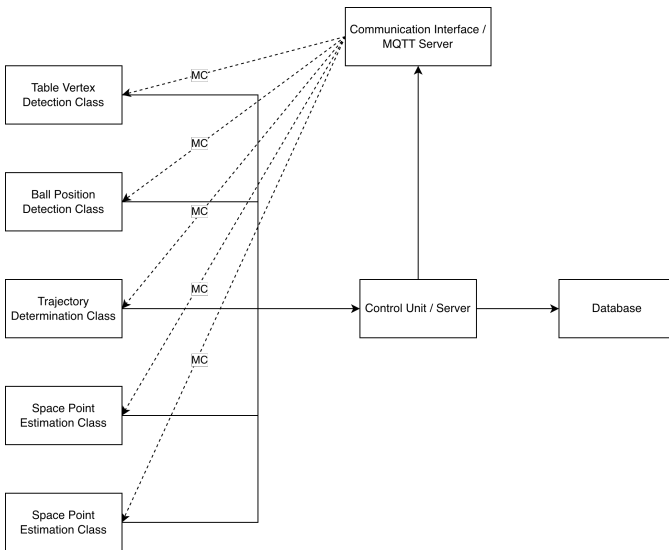 Communication Interface /
MQTT Server
MC
Table Vertex
Detection Class
MC
Ball Position
Detection Class
MC
Trajectory
Determination Class
MC
Control Unit / Server
Database
MC
Space Point
Estimation Class
Space Point
Estimation Class